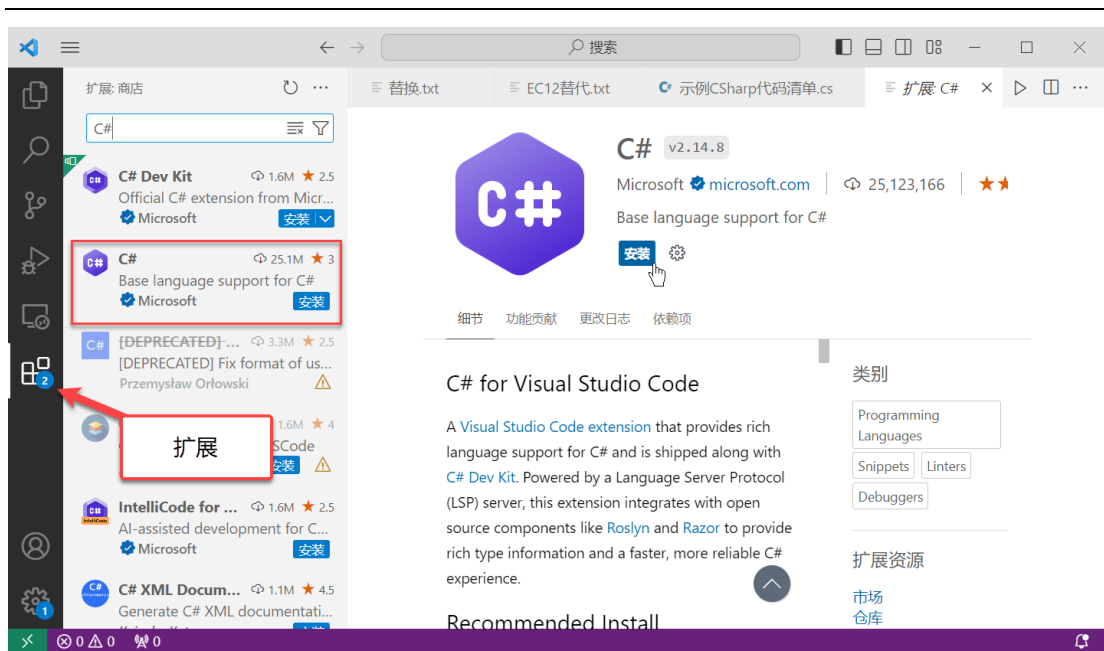 搜索
扩展: 商店
替换.txt
EC12替代.txt
示例CSharp代码清单.cs
扩展: C#
C#
C# Dev Kit 1.6M 2.5
Official C# extension from Micr...
Microsoft 安装
C# 25.1M 3
Base language support for C#
Microsoft 安装
[DEPRECATED] ... 3.3M 2.5
[DEPRECATED] Fix format of us...
Przemysław Orłowski
1.6M 4
SCode
扩展
IntelliCode for ... 1.6M 2.5
AI-assisted development for C...
Microsoft 安装
C# XML Docum... 1.1M 4.5
Generate C# XML documentati...
C#
C# v2.14.8
Microsoft microsoft.com 25,123,166
Base language support for C#
安装
细节 功能贡献 更改日志 依赖项
C# for Visual Studio Code
A Visual Studio Code extension that provides rich
language support for C# and is shipped along with
C# Dev Kit. Powered by a Language Server Protocol
(LSP) server, this extension integrates with open
source components like Roslyn and Razor to provide
rich type information and a faster, more reliable C#
experience.
Recommended Install
类别
Programming
Languages
Snippets Linters
Debuggers
扩展资源
市场
仓库
2
1
0 0 0